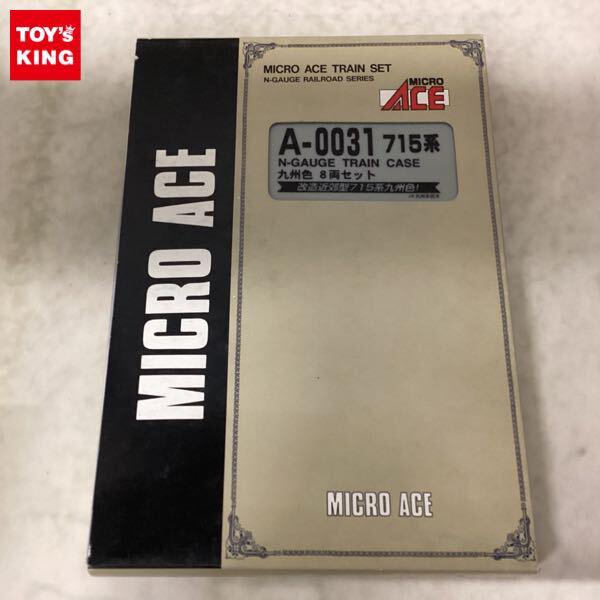 TOY'S
KING
MICRO ACE TRAIN SET
N-GAUGE RAILROAD SERIES
MICRO
ACE
A-0031 715系
N-GAUGE TRAIN CASE
九州色 8両セット
改造近郊型715系九州色!
MICRO ACE
MICRO ACE